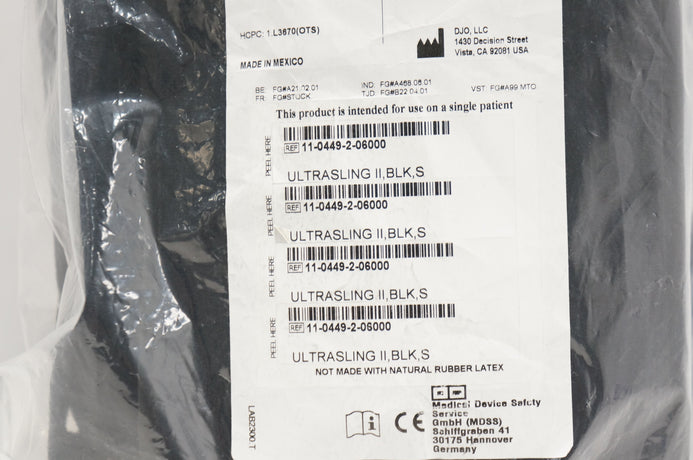 HCPC: 1.L3670(OTS)
DJO, LLC
1430 Decision Street
Vista, CA 92081 USA
MADE IN MEXICO
BE: FG#A21.02.01
IND: FG#A468.06.01
VST: FG#A99 MTO
FR: FG#STUCK
TJD: FG#B22.04.01
This product is intended for use on a single patient
PEEL HERE
REF 11-0449-2-06000
ULTRASLING II,BLK,S
PEEL HERE
REF 11-0449-2-06000
ULTRASLING II,BLK,S
PEEL HERE
REF 11-0449-2-06000
ULTRASLING II,BLK,S
PEEL HERE
REF 11-0449-2-06000
ULTRASLING II,BLK,S
NOT MADE WITH NATURAL RUBBER LATEX
Medical Device Safety
Service
GmbH (MDSS)
Schiffgraben 41
30175 Hannover
Germany
CE